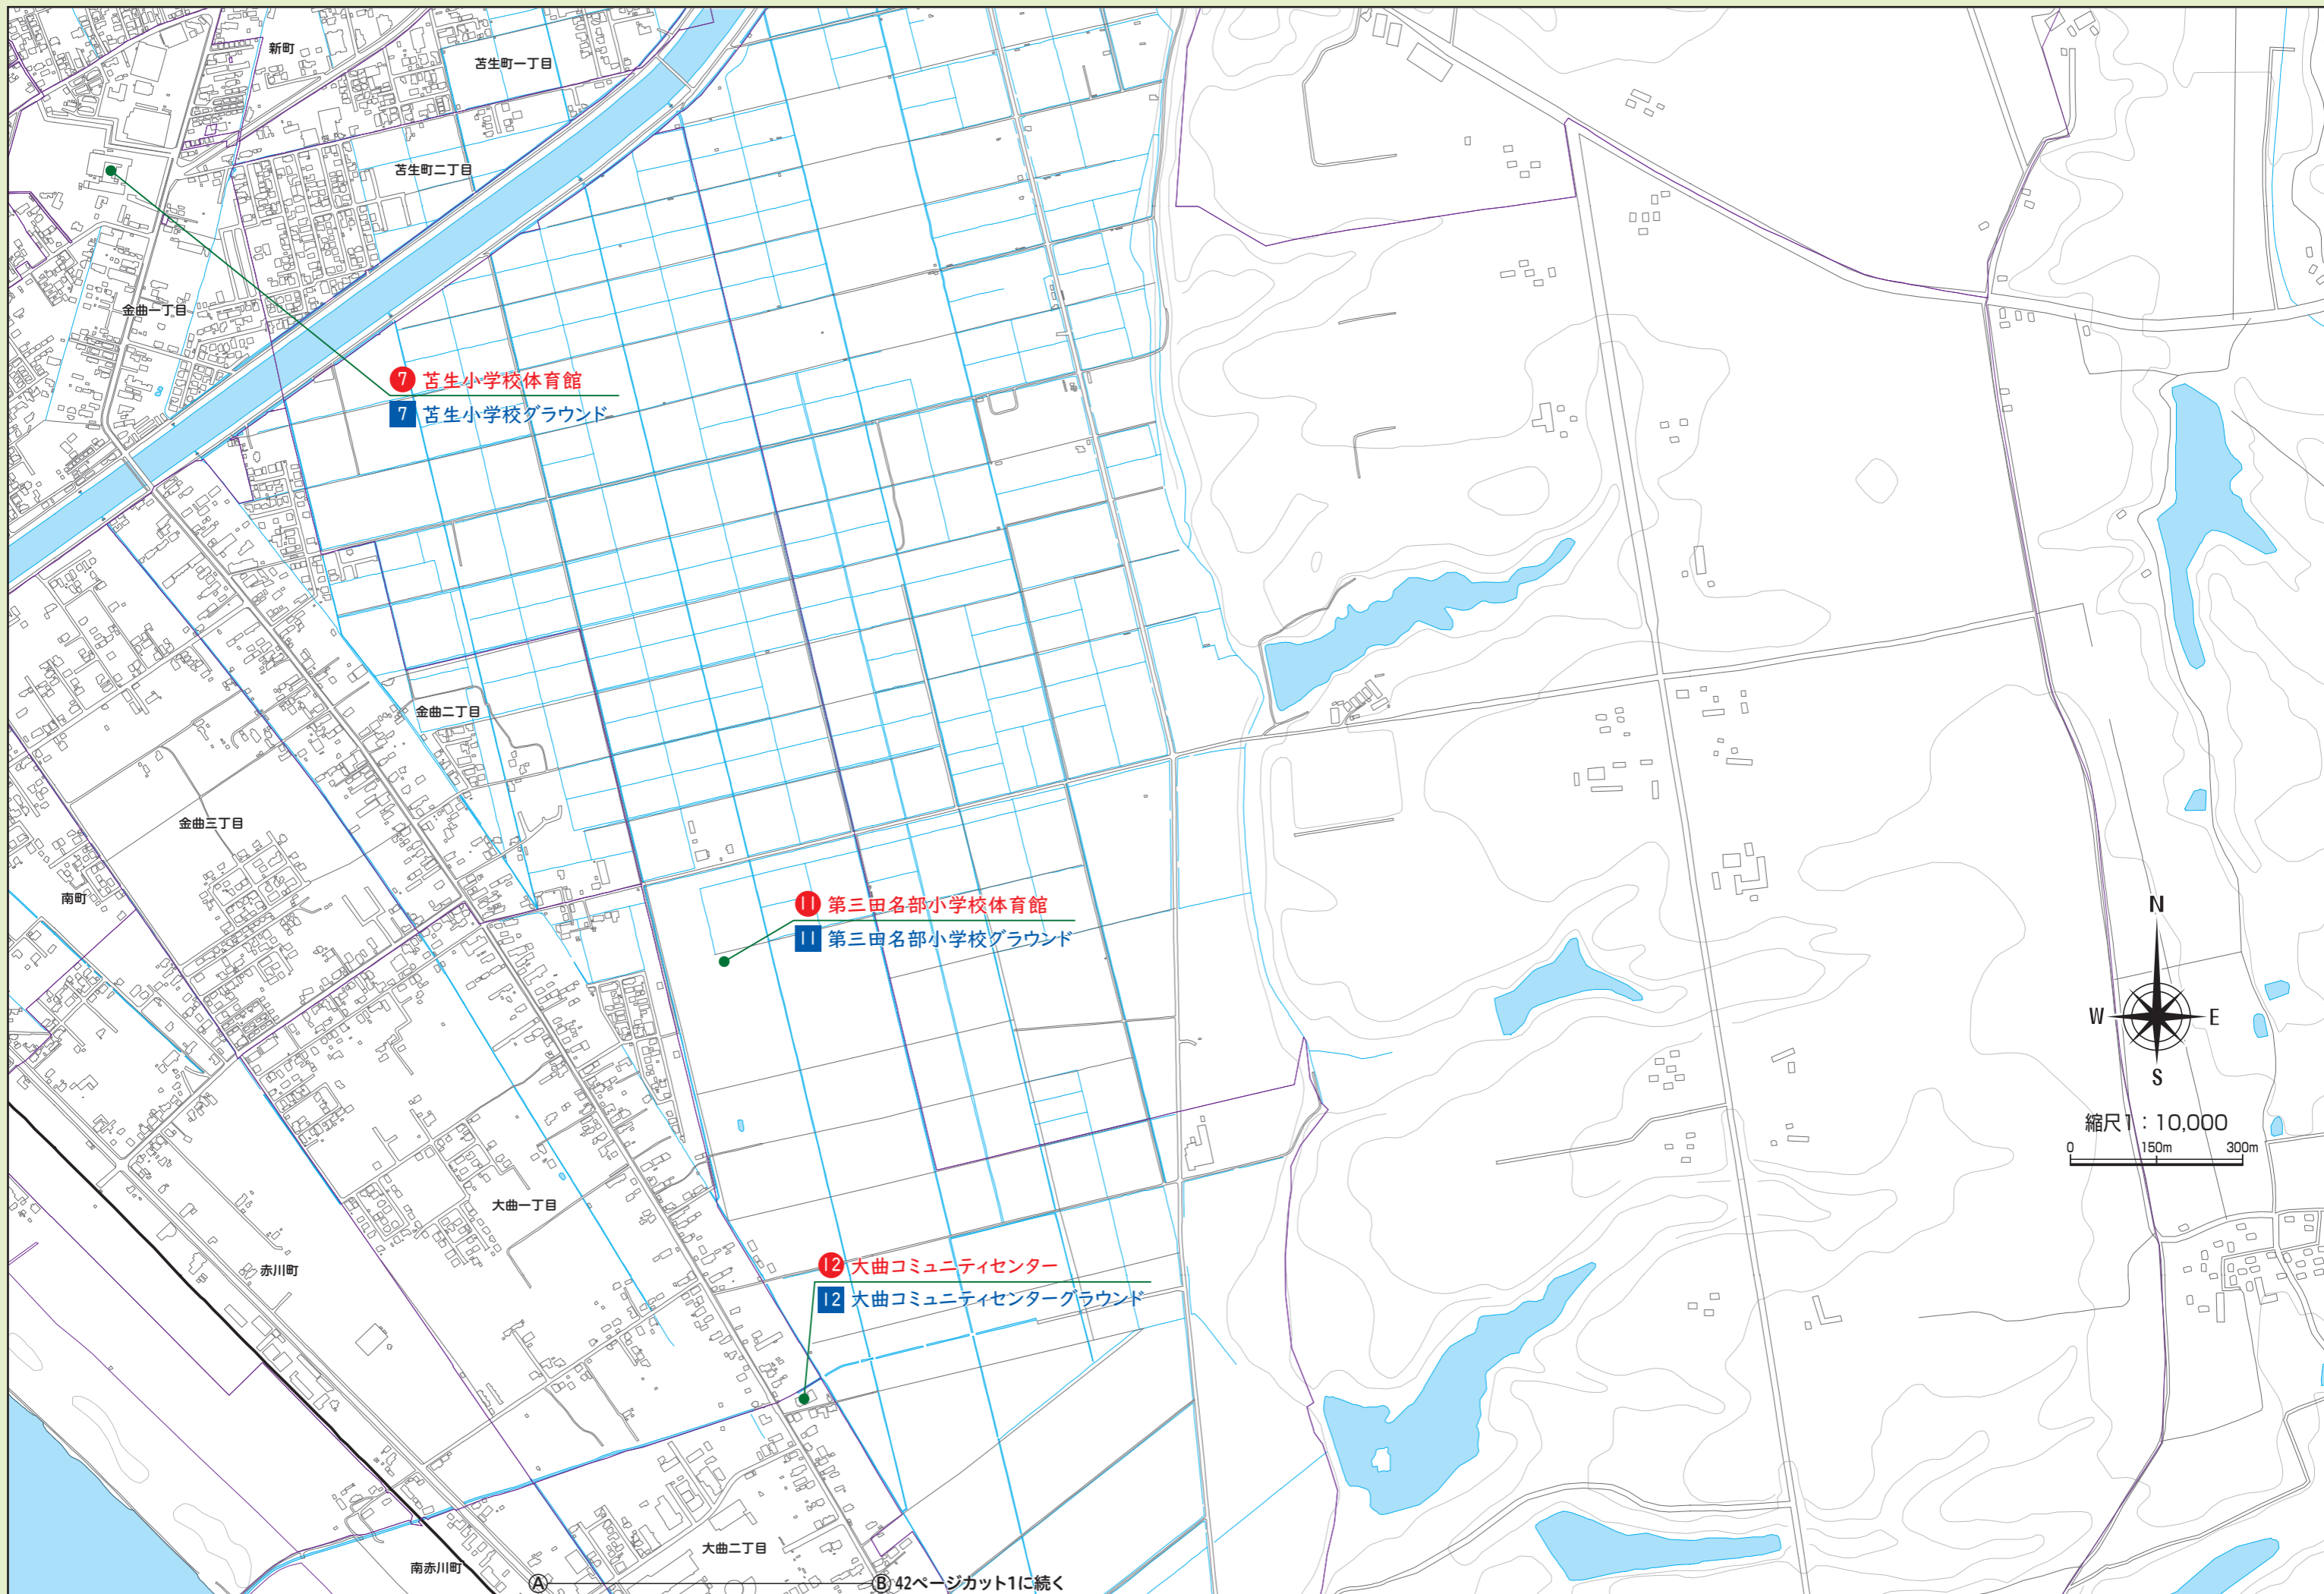 新町
苫生町一丁目
苫生町二丁目
金曲一丁目
7 苫生小学校体育館
7 苫生小学校グラウンド
金曲二丁目
金曲三丁目
南町
11 第三田名部小学校体育館
11 第三田名部小学校グラウンド
N
W E
S
縮尺1:10,000
0 150m 300m
大曲一丁目
赤川町
12 大曲コミュニティセンター
12 大曲コミュニティセンターグラウンド
大曲二丁目
南赤川町
A B 42ページカット1に続く